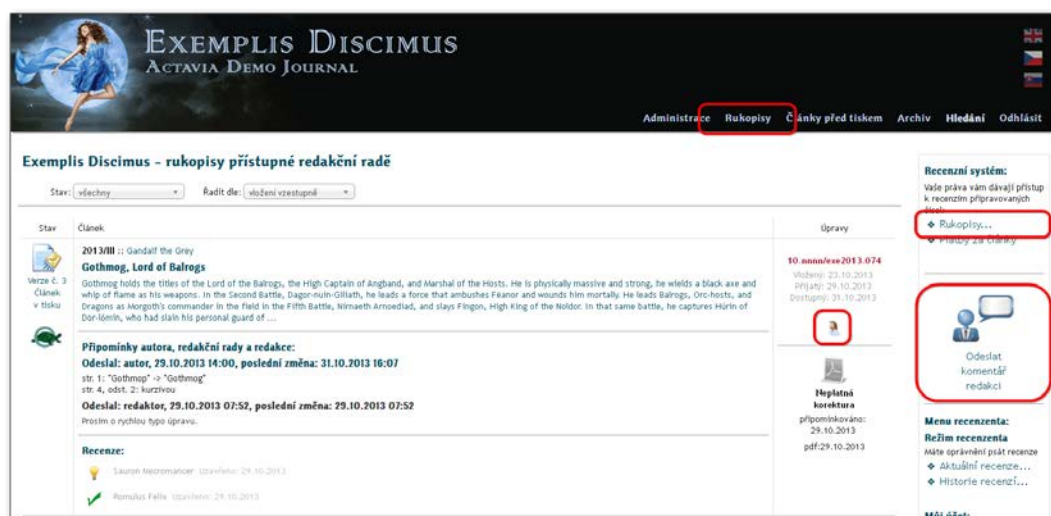 Exemplis Discimus
Actavia Demo Journal
Administrace Rukopisy Články před tiskem Archiv Hledání Odhlásit
Exemplis Discimus – rukopisy přístupné redakční radě
Stav: všechny Řadit dle: vložení vzestupně
Stav Článek Úpravy
2013/III :: Gandalf the Grey
Gothmog, Lord of Balrogs
Gothmog holds the titles of the Lord of the Balrogs, the High Captain of Angband, and Marshal of the Hosts. He is physically massive and strong, he wields a black axe and
whip of flame as his weapons. In the Second Battle, Dagor-nuin-Giliath, he leads a force that ambushes Fëanor and wounds him mortally. He leads Balrogs, Orc-hosts, and
Dragons as Morgoth's commander in the field in the Fifth Battle, Nirnaeth Arnoediad, and slays Fingon, High King of the Noldor. In that same battle, he captures Húrin of
Dor-lómin, who had slain his personal guard of ...
Verze č. 3
Článek
v tisku
Připomínky autora, redakční rady a redakce:
Odeslal: autor, 29.10.2013 14:00, poslední změna: 31.10.2013 16:07
str. 1: "Gothmop" -> "Gothmog"
str. 4, odst. 2: kurzívou
Odeslal: redaktor, 29.10.2013 07:52, poslední změna: 29.10.2013 07:52
Prosím o rychlou typo úpravu.
Recenze:
Sauron Necromancer Uzavřeno: 29.10.2013
Romulus Felix Uzavřeno: 29.10.2013
10.nnnn/exe2013.074
Vložený: 23.10.2013
Přijatý: 29.10.2013
Dostupný: 31.10.2013
Neplatná
korektura
připomínkováno:
29.10.2013
pdf:29.10.2013
Recenzní systém:
Vaše práva vám dávají přístup
k recenzím připravovaných
Rukopisy...
Platby za články
Odeslat
komentář
redakci
Menu recenzenta:
Režim recenzenta
Máte oprávnění psát recenze
Aktuální recenze...
Historie recenzí...
Můj účet: